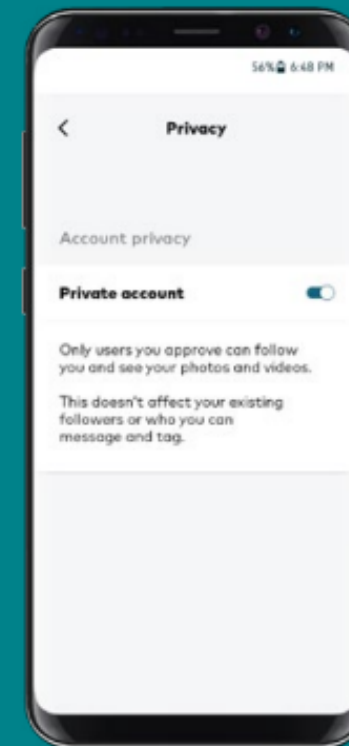 56% 6:48 PM
Privacy
Account privacy
Private account
Only users you approve can follow
you and see your photos and videos.
This doesn't affect your existing
followers or who you can
message and tag.